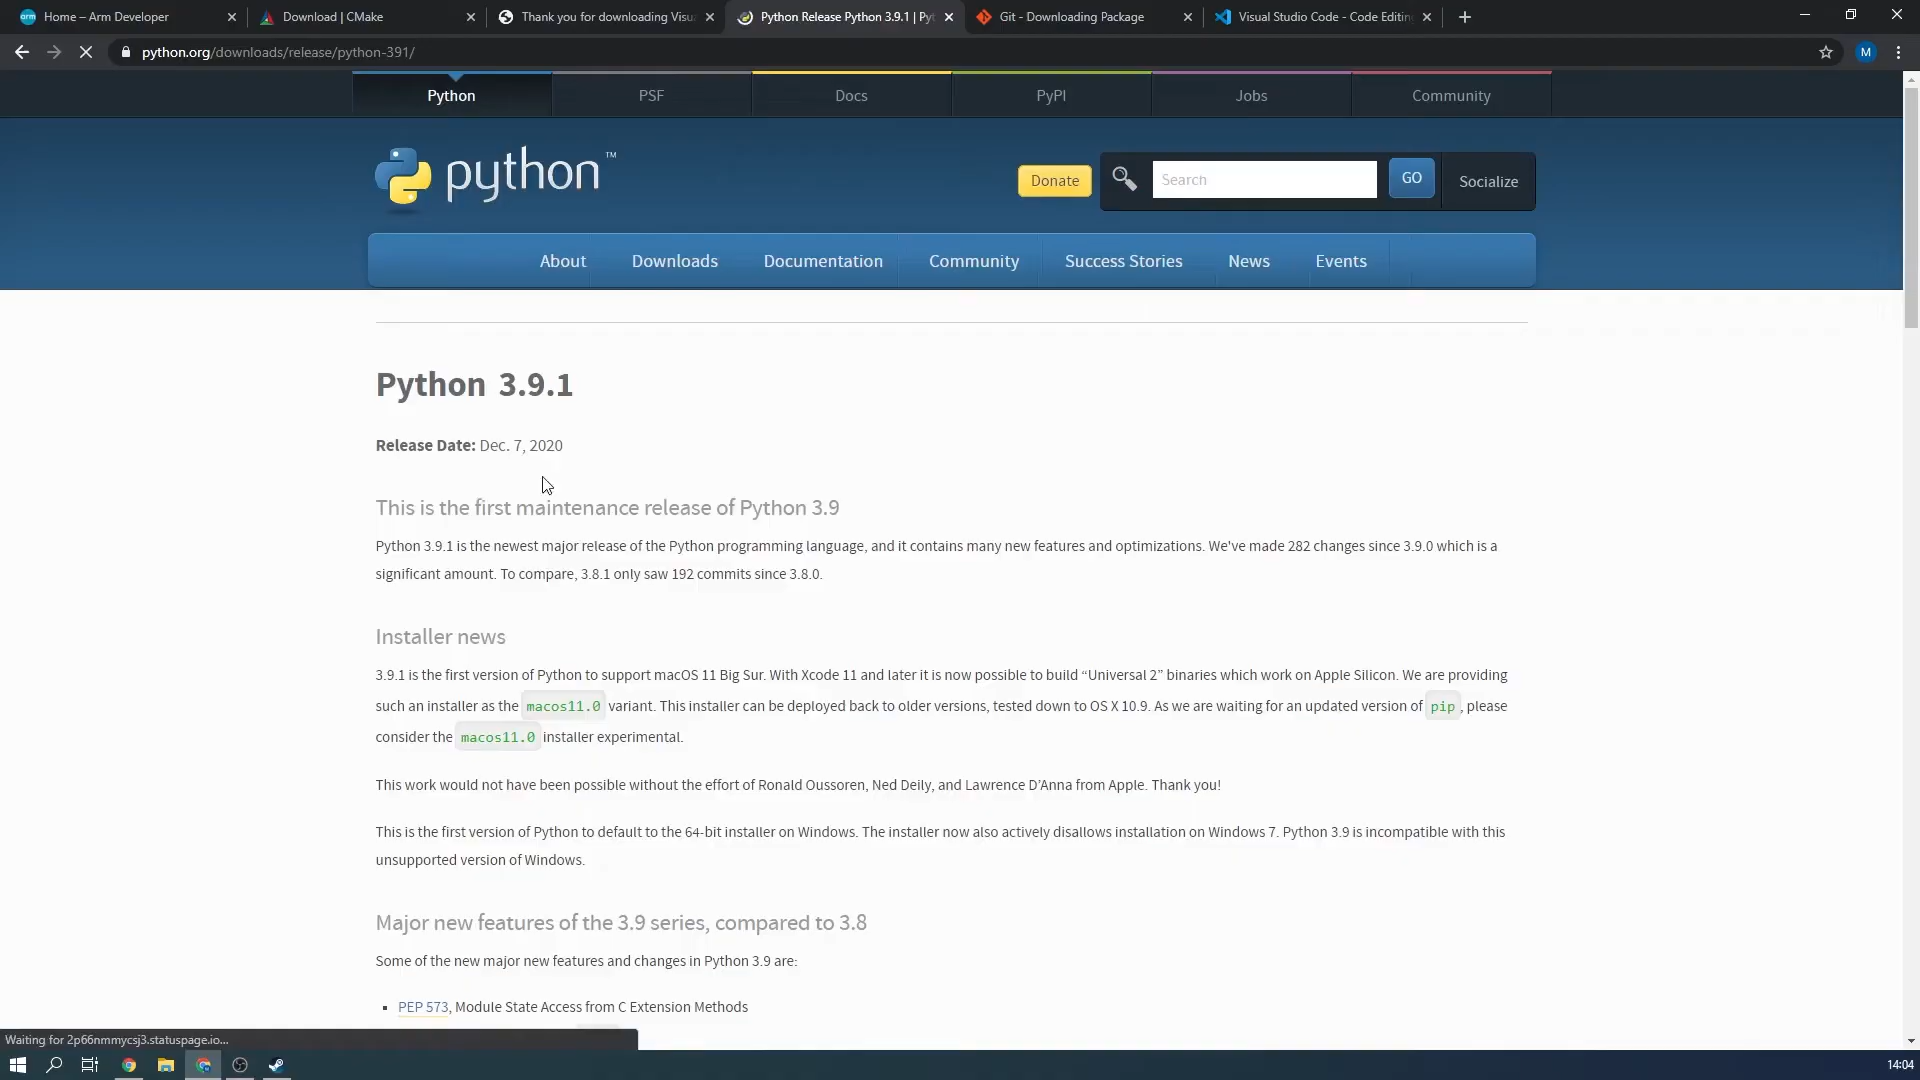 Home – Arm Developer
Download | CMake
Thank you for downloading Visu
Python Release Python 3.9.1 | Pyt
Git - Downloading Package
Visual Studio Code - Code Editin
python.org/downloads/release/python-391/
M
Python
PSF
Docs
PyPI
Jobs
Community
python™
Donate
Search
GO
Socialize
About
Downloads
Documentation
Community
Success Stories
News
Events
Python 3.9.1
Release Date: Dec. 7, 2020
This is the first maintenance release of Python 3.9
Python 3.9.1 is the newest major release of the Python programming language, and it contains many new features and optimizations. We've made 282 changes since 3.9.0 which is a
significant amount. To compare, 3.8.1 only saw 192 commits since 3.8.0.
Installer news
3.9.1 is the first version of Python to support macOS 11 Big Sur. With Xcode 11 and later it is now possible to build “Universal 2” binaries which work on Apple Silicon. We are providing
such an installer as the macos11.0 variant. This installer can be deployed back to older versions, tested down to OS X 10.9. As we are waiting for an updated version of pip, please
consider the macos11.0 installer experimental.
This work would not have been possible without the effort of Ronald Oussoren, Ned Deily, and Lawrence D’Anna from Apple. Thank you!
This is the first version of Python to default to the 64-bit installer on Windows. The installer now also actively disallows installation on Windows 7. Python 3.9 is incompatible with this
unsupported version of Windows.
Major new features of the 3.9 series, compared to 3.8
Some of the new major new features and changes in Python 3.9 are:
PEP 573, Module State Access from C Extension Methods
Waiting for 2p66nmmycsj3.statuspage.io...
14:04